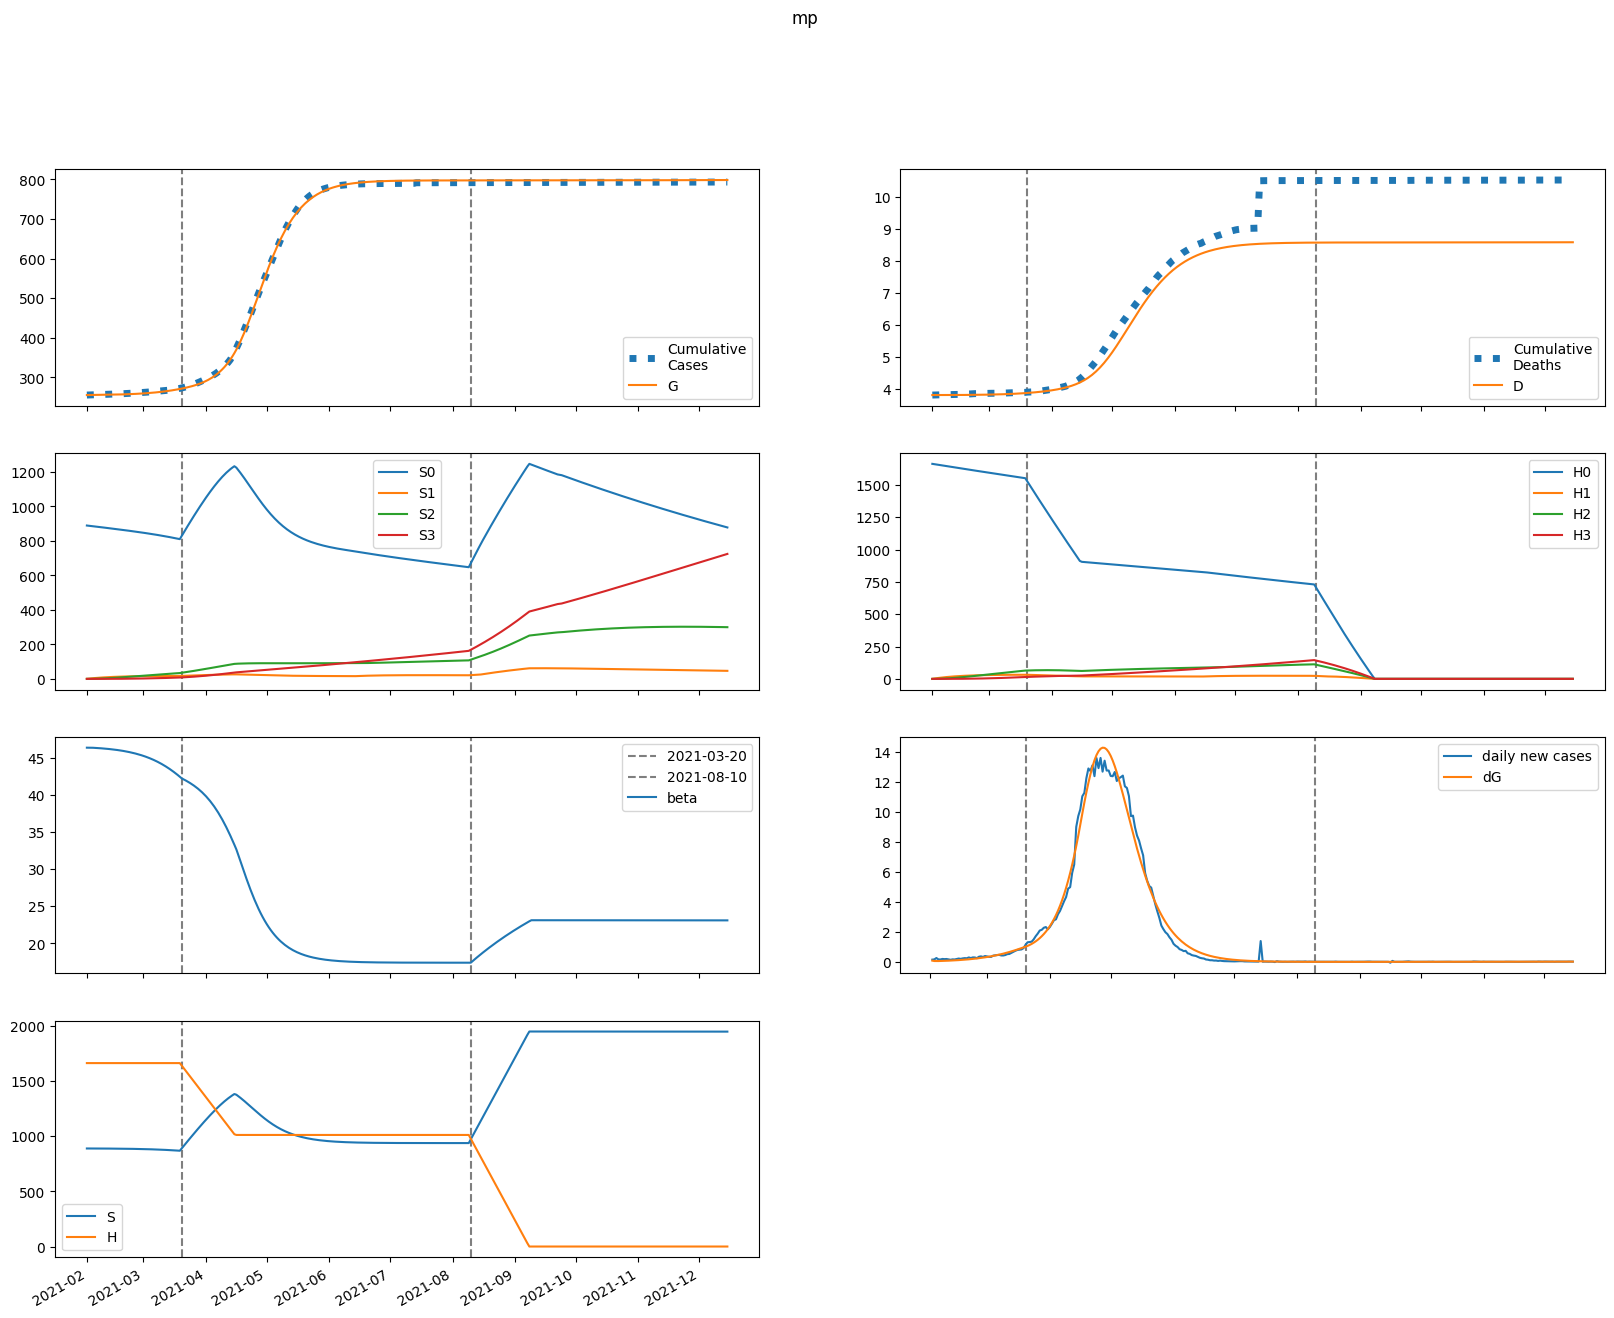 mp
800
700
600
500
400
300
Cumulative
Cases
G
10
9
8
7
6
5
4
Cumulative
Deaths
D
1200
1000
800
600
400
200
0
S0
S1
S2
S3
1500
1250
1000
750
500
250
0
H0
H1
H2
H3
45
40
35
30
25
20
2021-03-20
2021-08-10
beta
14
12
10
8
6
4
2
0
daily new cases
dG
2000
1500
1000
500
0
S
H
2021-02
2021-03
2021-04
2021-05
2021-06
2021-07
2021-08
2021-09
2021-10
2021-11
2021-12